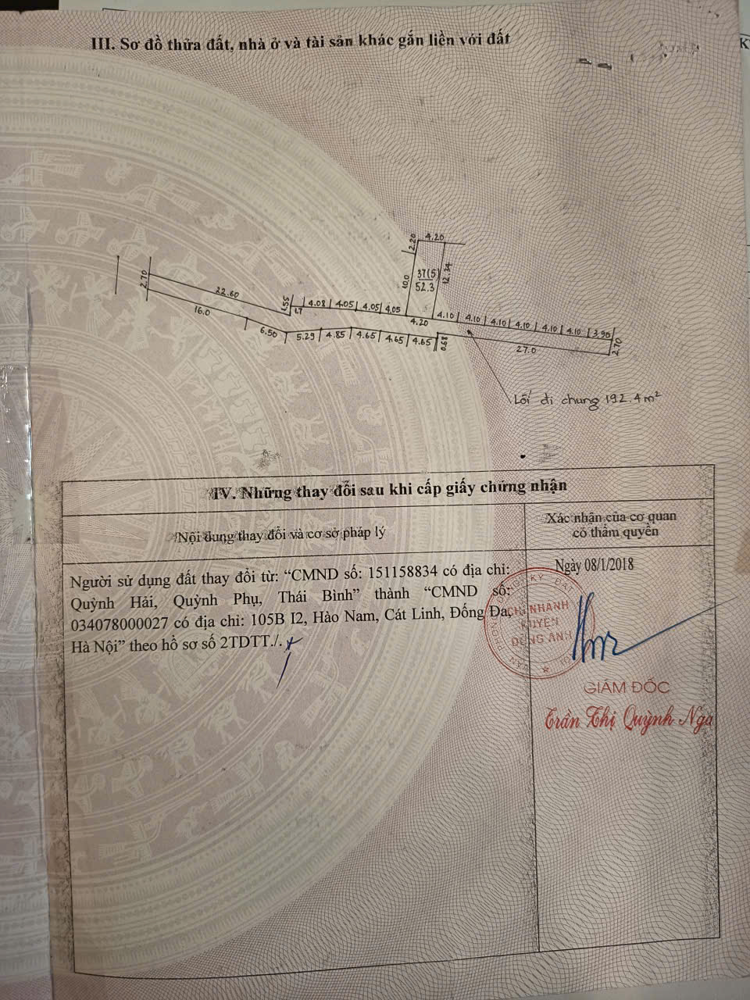 III. Sơ đồ thửa đất, nhà ở và tài sản khác gắn liền với đất
4.20
2.20
37(5)
52.3
10.0
12.34
2.70
22.60
1.55
1.7
4.08
4.05
4.05
4.05
4.20
4.10
4.10
4.10
4.10
4.10
4.10
3.90
2.70
16.0
6.50
5.29
4.85
4.65
4.65
4.65
0.68
27.0
Lối đi chung 192.4m²
IV. Những thay đổi sau khi cấp giấy chứng nhận
Nội dung thay đổi và cơ sở pháp lý
Xác nhận của cơ quan
có thẩm quyền
Người sử dụng đất thay đổi từ: “CMND số: 151158834 có địa chỉ:
Quỳnh Hải, Quỳnh Phụ, Thái Bình” thành “CMND số:
034078000027 có địa chỉ: 105B I2, Hào Nam, Cát Linh, Đống Đa,
Hà Nội” theo hồ sơ số 2TDTT./.
Ngày 08/1/2018
CHI NHÁNH
HUYỆN
ĐÔNG ANH
GIÁM ĐỐC
Trần Thị Quỳnh Nga